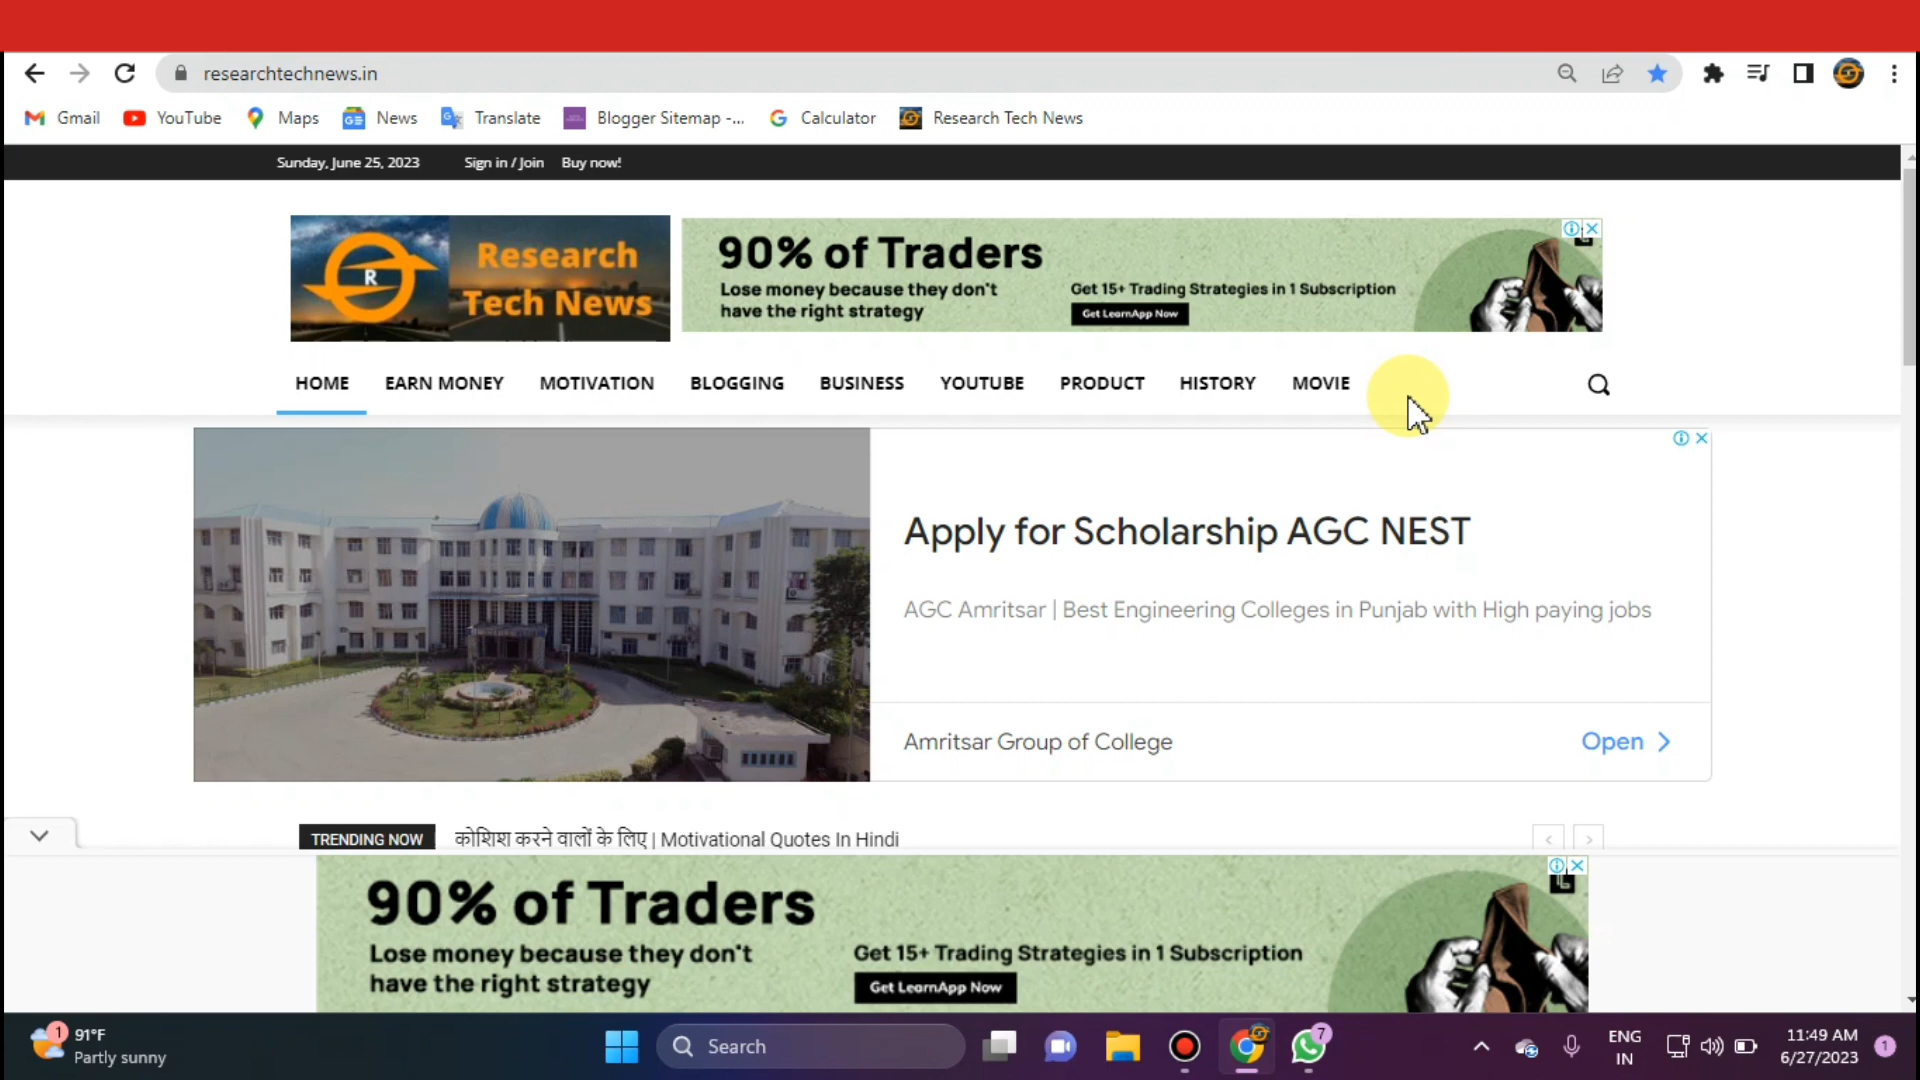 researchtechnews.in
Gmail YouTube Maps News Translate Blogger Sitemap -... Calculator Research Tech News
Sunday, June 25, 2023 Sign in / Join Buy now!
R
Research
Tech News
90% of Traders
Lose money because they don't
have the right strategy
Get 15+ Trading Strategies in 1 Subscription
Get LearnApp Now
HOME EARN MONEY MOTIVATION BLOGGING BUSINESS YOUTUBE PRODUCT HISTORY MOVIE
Apply for Scholarship AGC NEST
AGC Amritsar | Best Engineering Colleges in Punjab with High paying jobs
Amritsar Group of College Open
TRENDING NOW कोशिश करने वालों के लिए | Motivational Quotes In Hindi
90% of Traders
Lose money because they don't
have the right strategy
Get 15+ Trading Strategies in 1 Subscription
Get LearnApp Now
1 91°F
Partly sunny
Search
7
ENG
IN
11:49 AM
6/27/2023
1